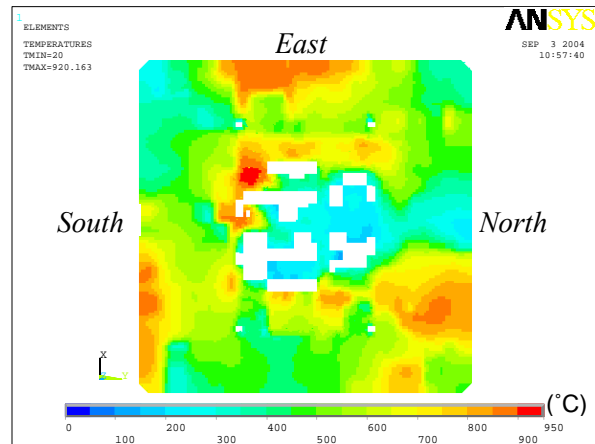 1
ELEMENTS
TEMPERATURES
TMIN=20
TMAX=920.163
ANSYS
SEP 3 2004
10:57:40
East
South
North
X
Z Y
0 200 400 600 800 950
100 300 500 700 900
(°C)